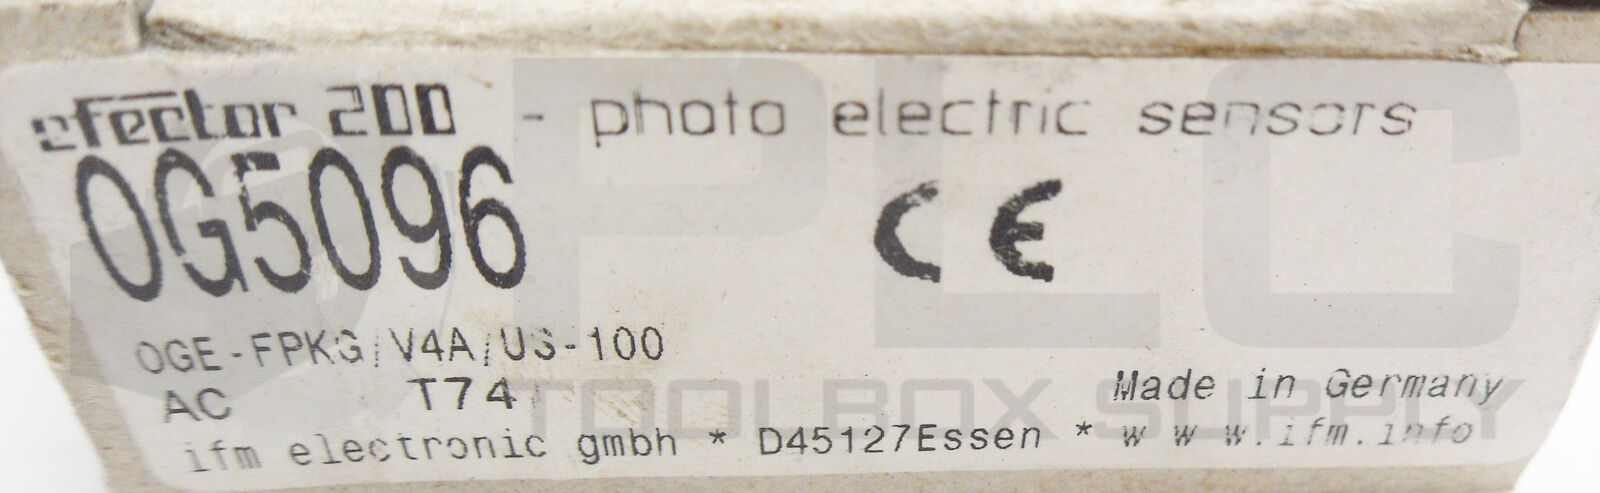 efector 200 - photo electric sensors
OG5096
CE
OGE-FPKG/V4A/US-100
AC T74
Made in Germany
ifm electronic gmbh * D45127Essen * w w w.ifm.info
PLC
TOOLBOX SUPPLY